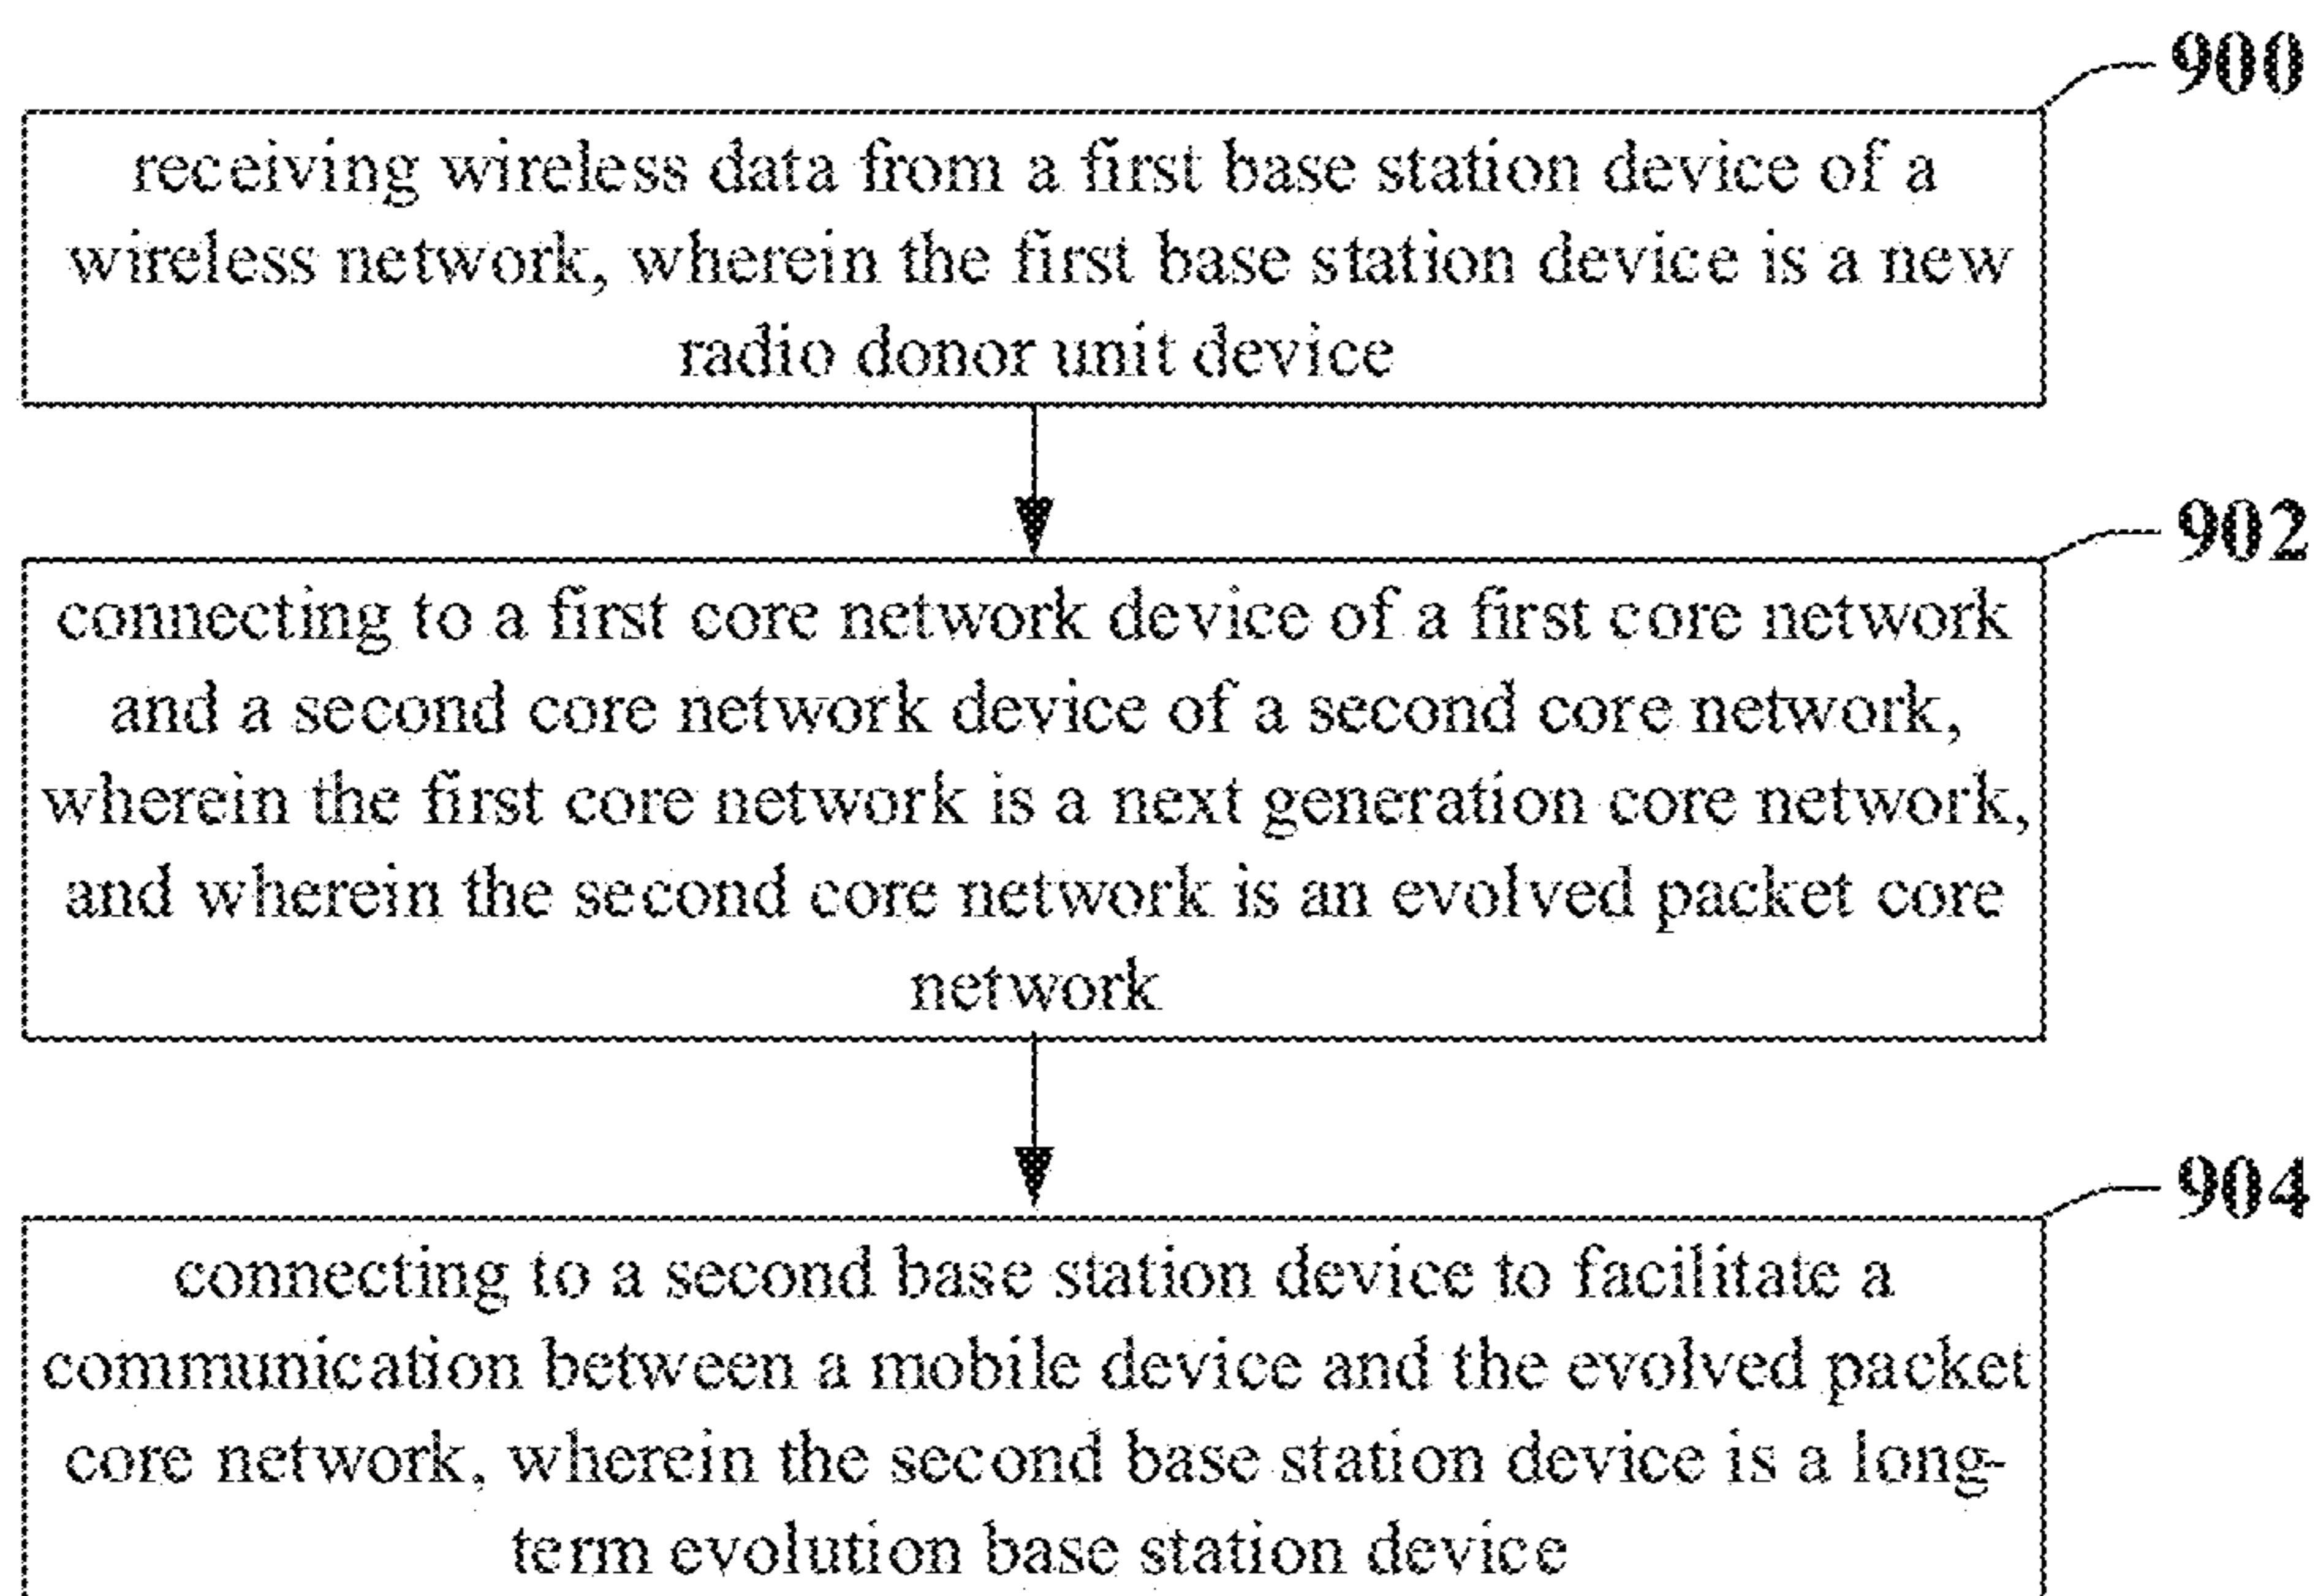 900
receiving wireless data from a first base station device of a
wireless network, wherein the first base station device is a new
radio donor unit device
902
connecting to a first core network device of a first core network
and a second core network device of a second core network,
wherein the first core network is a next generation core network,
and wherein the second core network is an evolved packet core
network
904
connecting to a second base station device to facilitate a
communication between a mobile device and the evolved packet
core network, wherein the second base station device is a long-
term evolution base station device